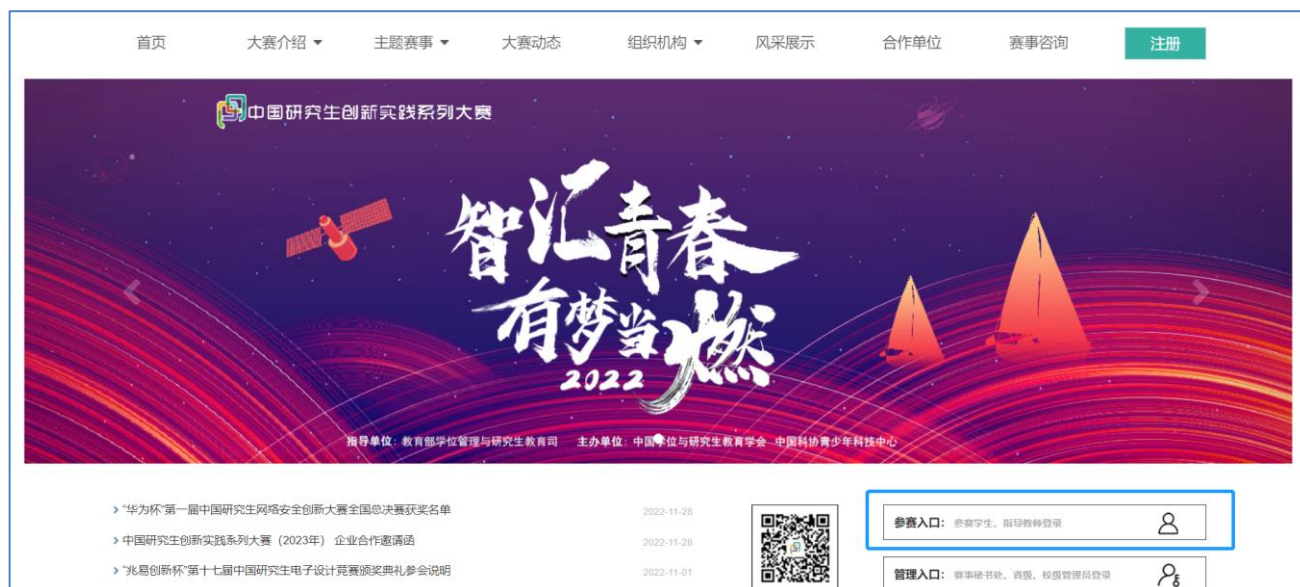 首页 大赛介绍 主题赛事 大赛动态 组织机构 风采展示 合作单位 赛事咨询 注册
中国研究生创新实践系列大赛
智汇青春
有梦当燃
2022
指导单位：教育部学位管理与研究生教育司 主办单位：中国学位与研究生教育学会 中国科协青少年科技中心
“华为杯”第一届中国研究生网络安全创新大赛全国总决赛获奖名单 2022-11-28
中国研究生创新实践系列大赛（2023年） 企业合作邀请函 2022-11-28
“兆易创新杯”第十七届中国研究生电子设计竞赛颁奖典礼参会说明 2022-11-01
参赛入口：参赛学生、指导教师登录
管理入口：赛事秘书处、省级、校级管理员登录